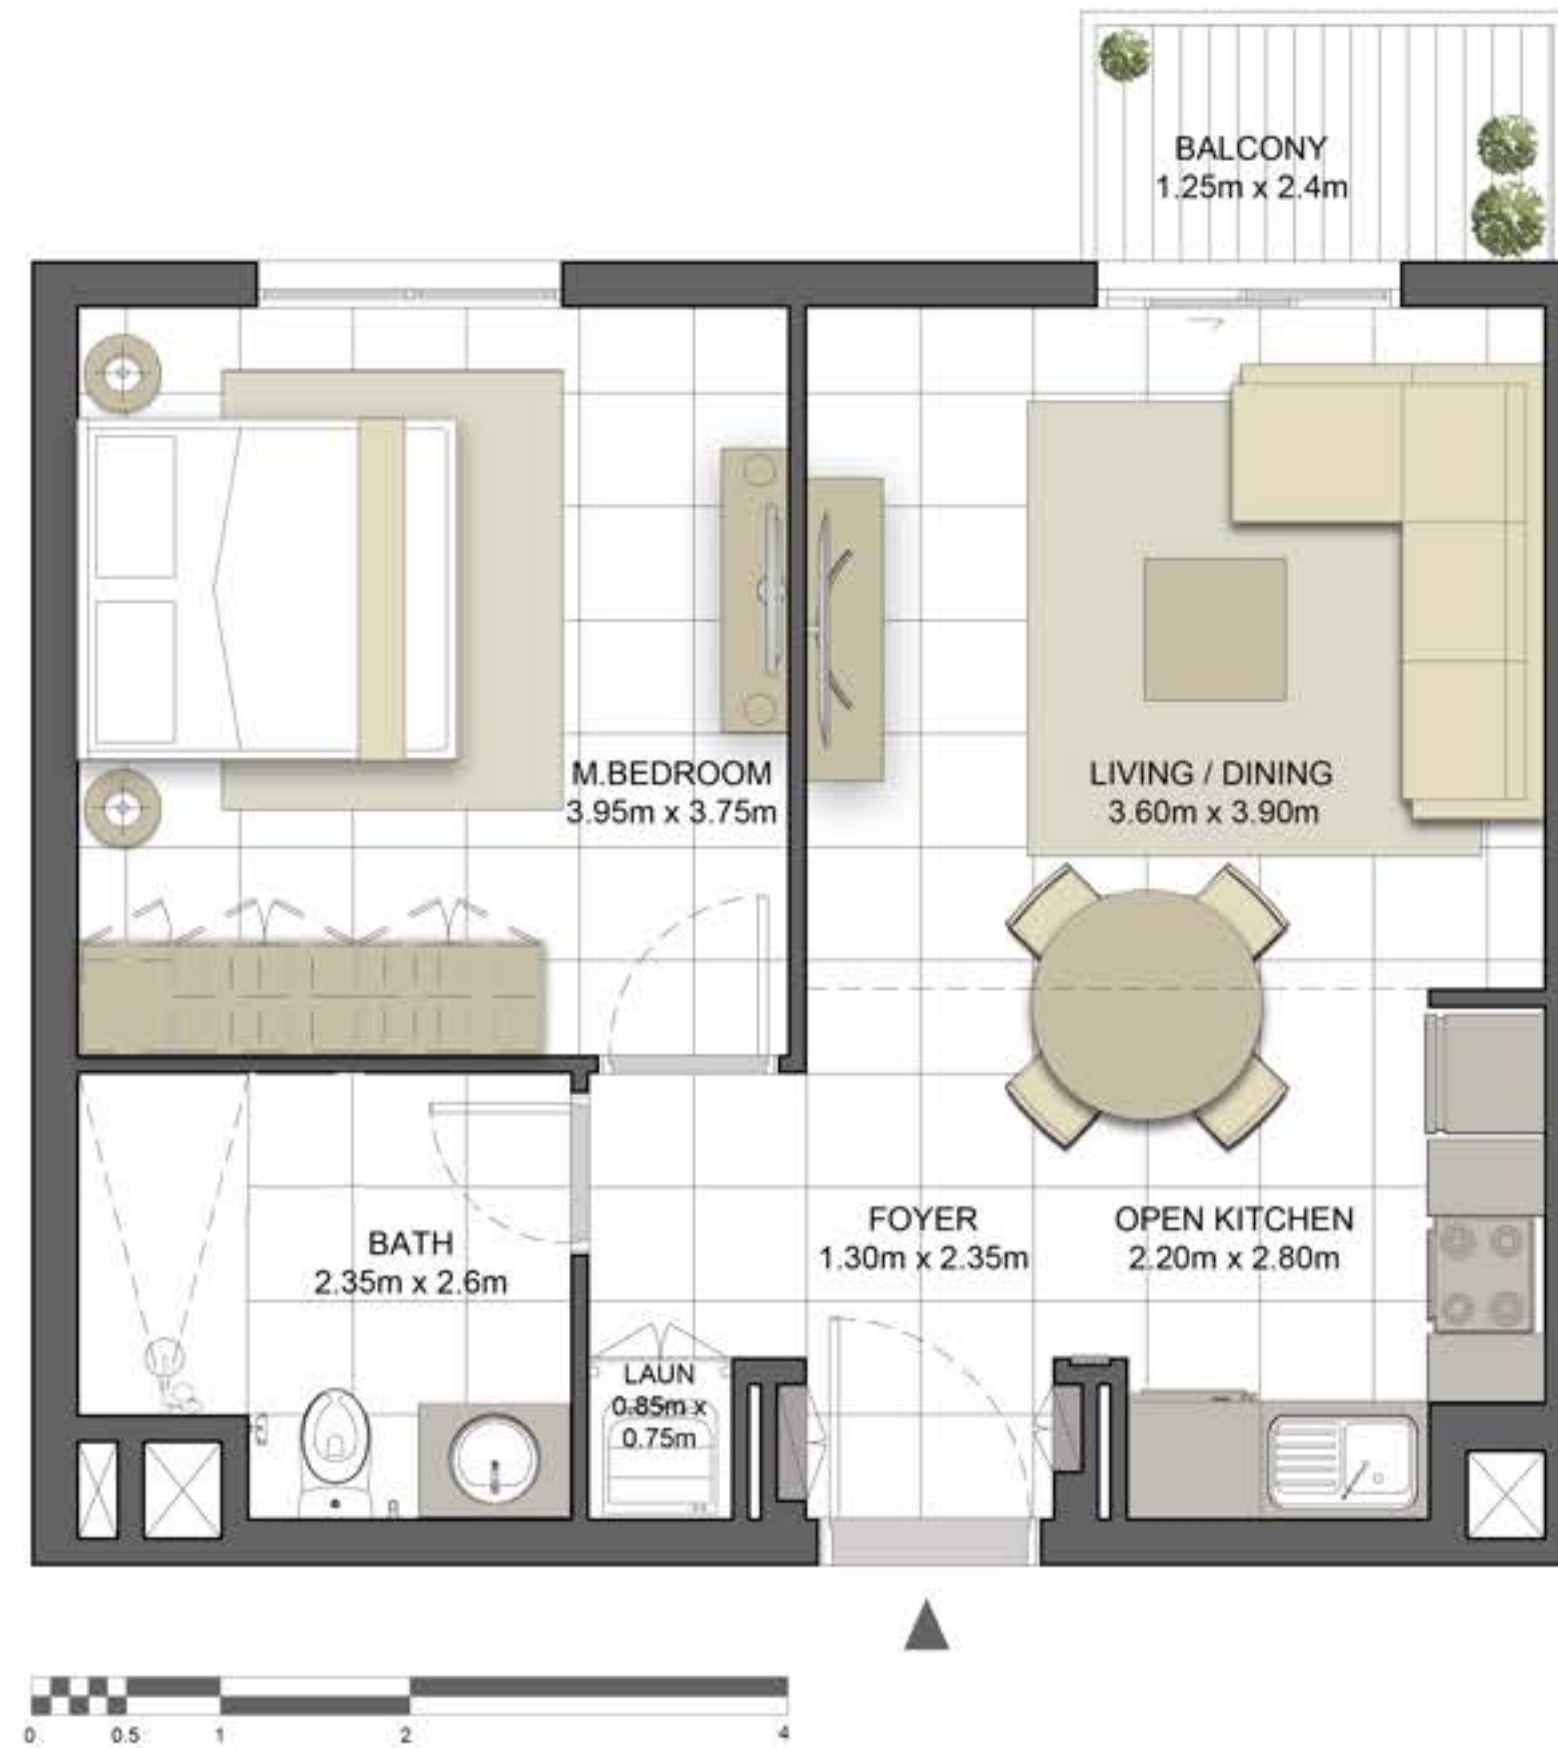 BALCONY
1.25m x 2.4m
M.BEDROOM
3.95m x 3.75m
LIVING / DINING
3.60m x 3.90m
FOYER
1.30m x 2.35m
OPEN KITCHEN
2.20m x 2.80m
BATH
2.35m x 2.6m
LAUN
0.85m x
0.75m
0 0.5 1 2 4